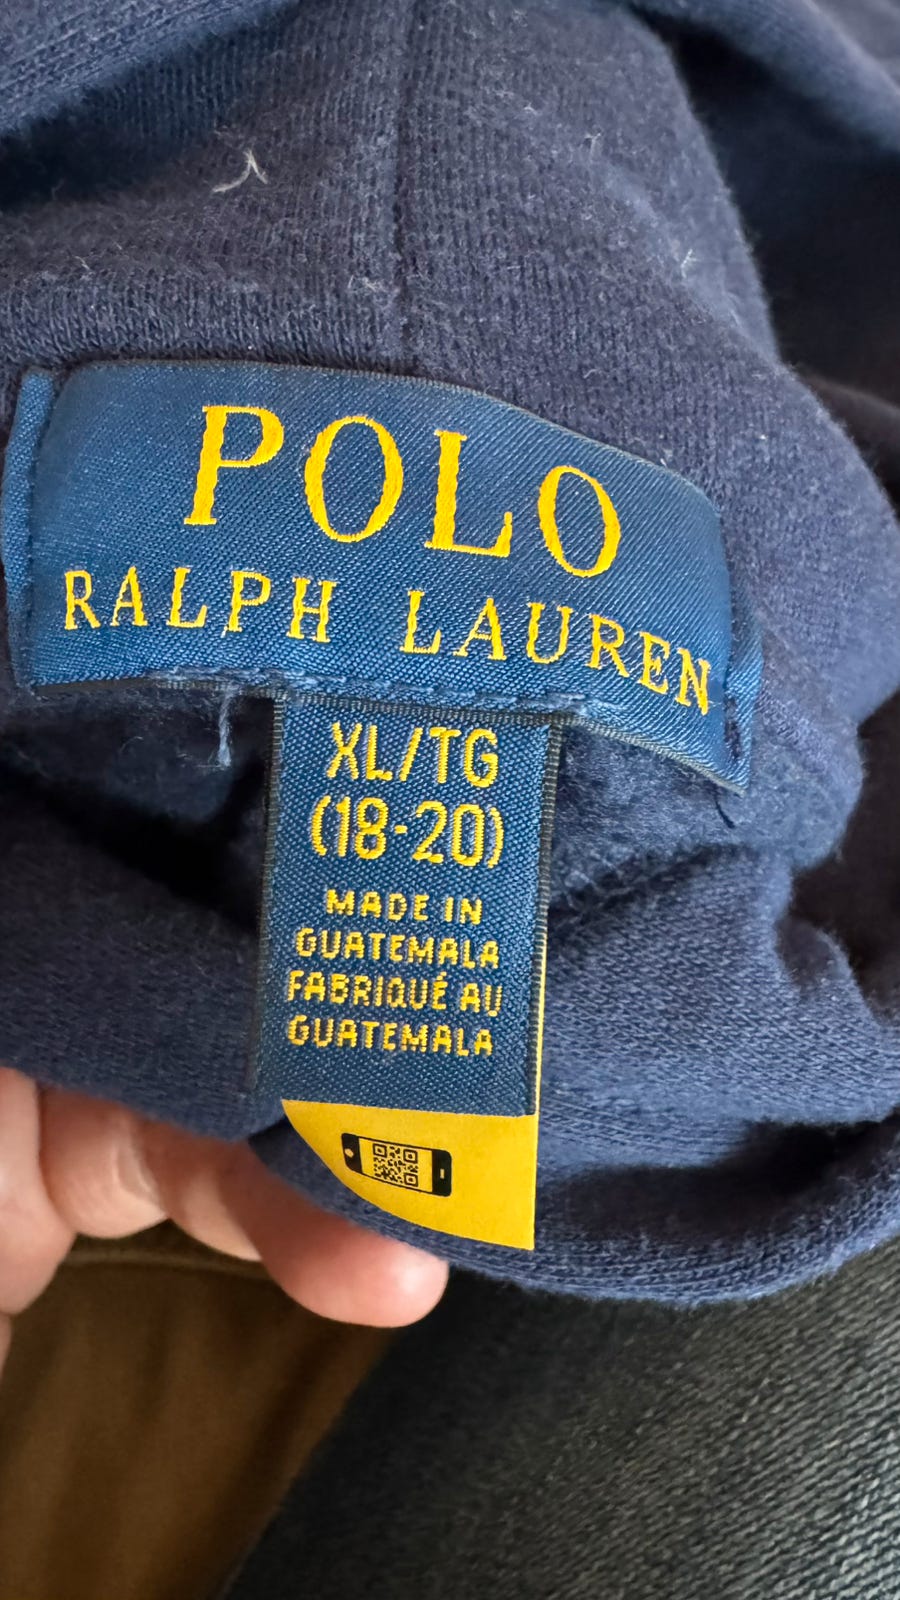 POLO
RALPH LAUREN
XL/TG
(18-20)
MADE IN
GUATEMALA
FABRIQUÉ AU
GUATEMALA